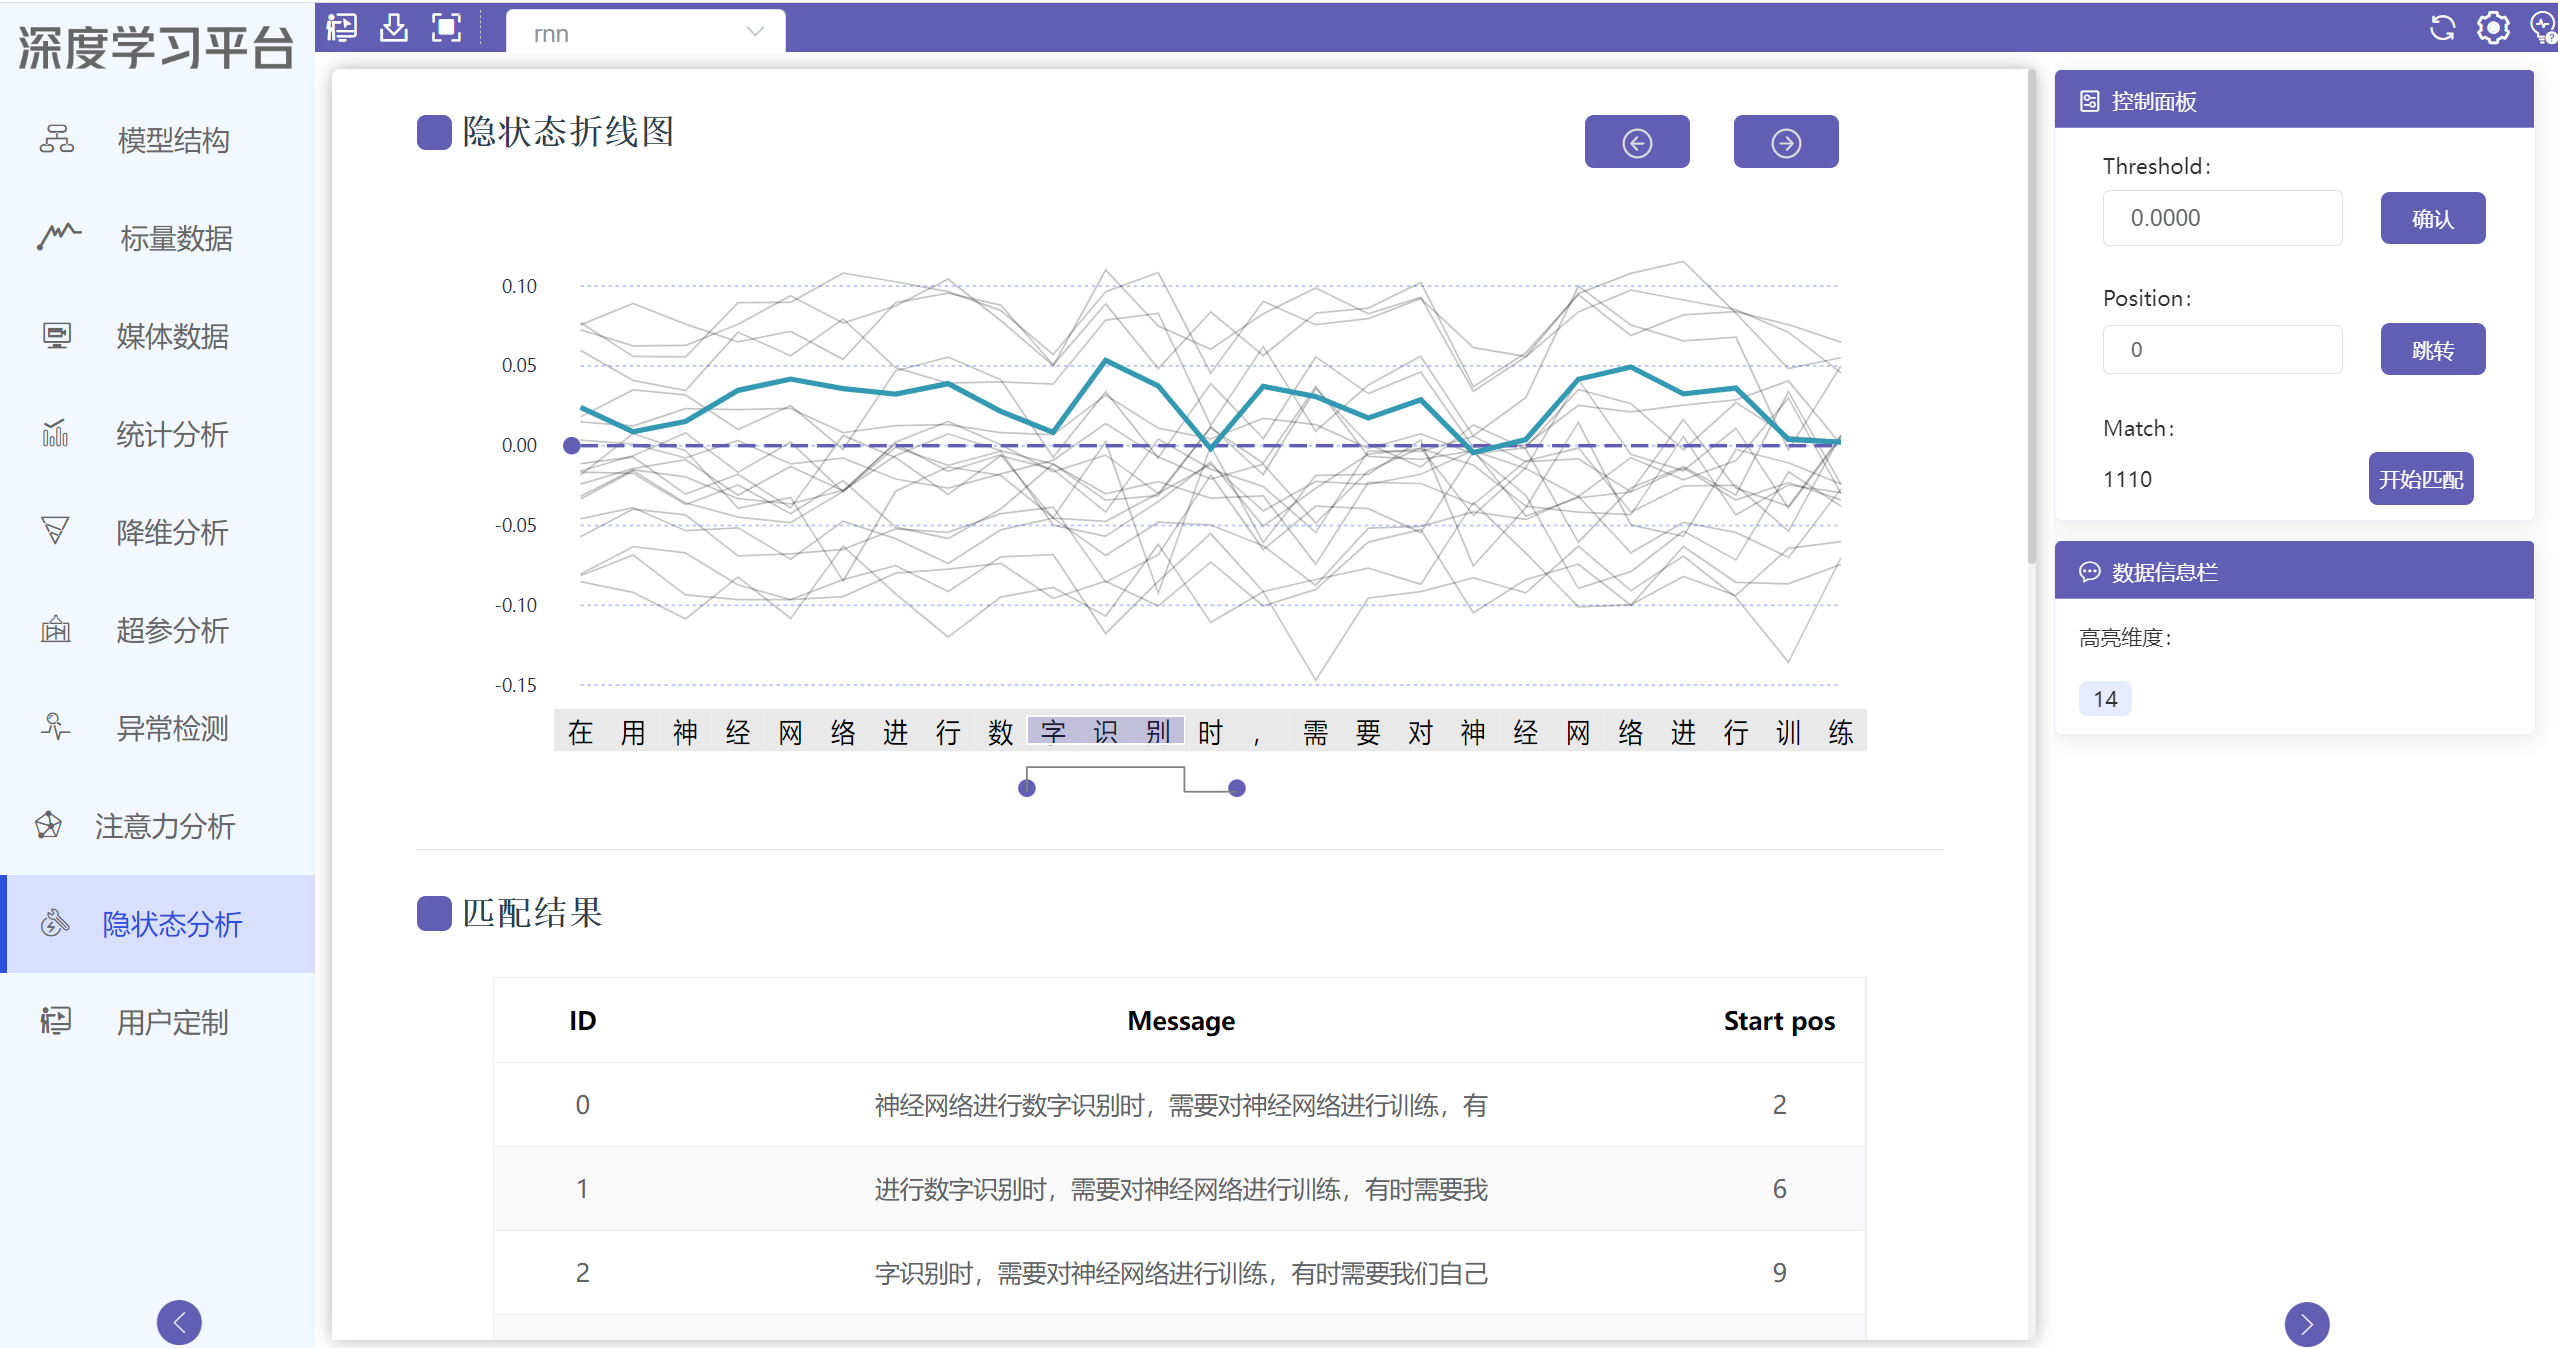 深度学习平台
模型结构
标量数据
媒体数据
统计分析
降维分析
超参分析
异常检测
注意力分析
隐状态分析
用户定制
rnn
隐状态折线图
0.10
0.05
0.00
-0.05
-0.10
-0.15
在 用 神 经 网 络 进 行 数 字 识 别 时 , 需 要 对 神 经 网 络 进 行 训 练
匹配结果
ID Message Start pos
0 神经网络进行数字识别时，需要对神经网络进行训练，有 2
1 进行数字识别时，需要对神经网络进行训练，有时需要我 6
2 字识别时，需要对神经网络进行训练，有时需要我们自己 9
控制面板
Threshold:
0.0000 确认
Position:
0 跳转
Match:
1110 开始匹配
数据信息栏
高亮维度:
14